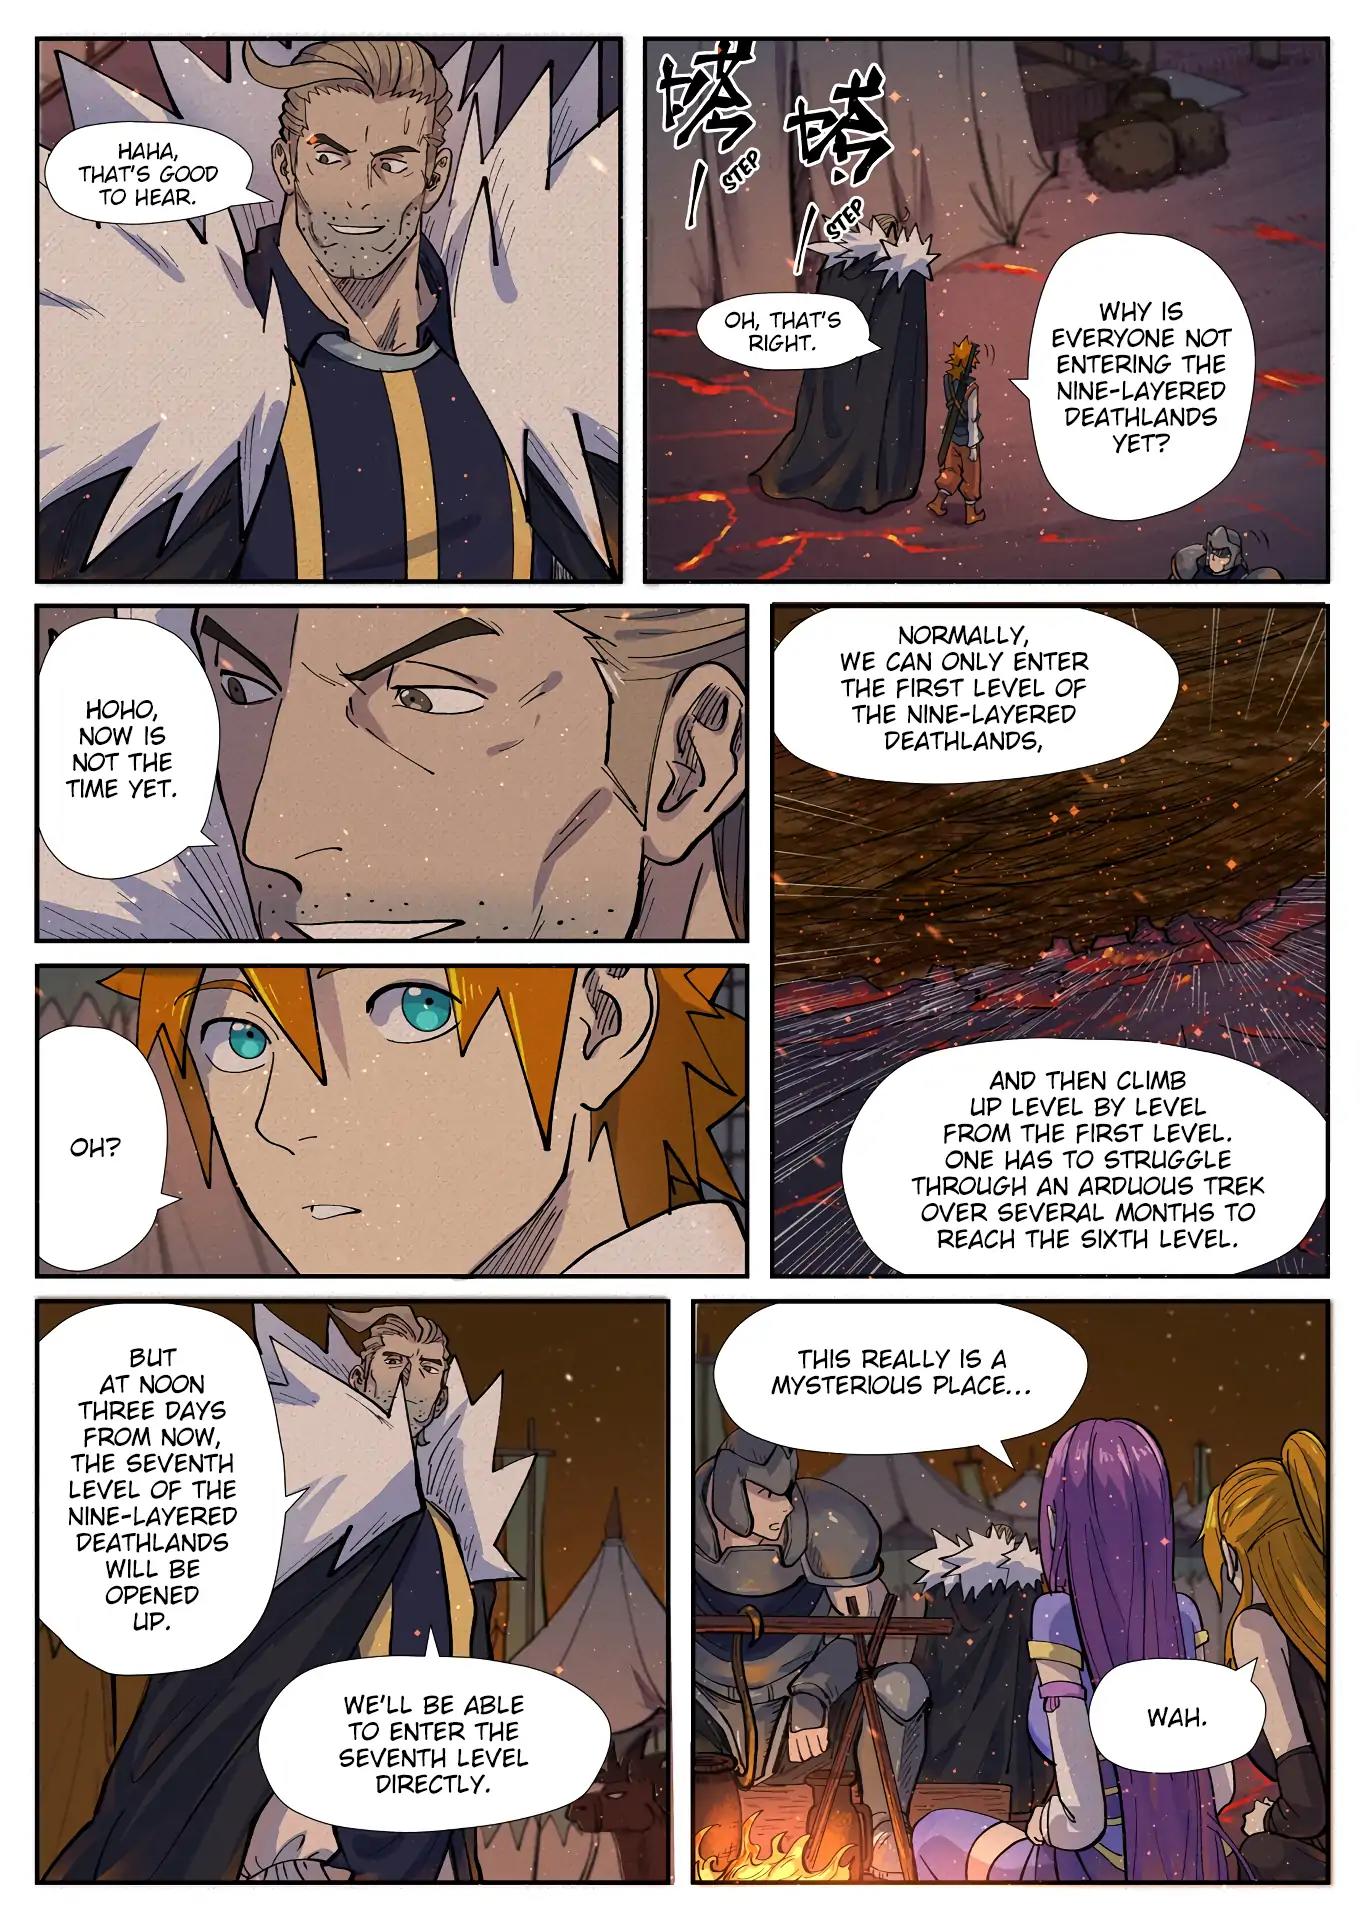 HAHA,
THAT'S GOOD
TO HEAR.
塔
STEP
塔
STEP
OH, THAT'S
RIGHT.
WHY IS
EVERYONE NOT
ENTERING THE
NINE-LAYERED
DEATHLANDS
YET?
HOHO,
NOW IS
NOT THE
TIME YET.
OH?
NORMALLY,
WE CAN ONLY ENTER
THE FIRST LEVEL OF
THE NINE-LAYERED
DEATHLANDS,
AND THEN CLIMB
UP LEVEL BY LEVEL
FROM THE FIRST LEVEL.
ONE HAS TO STRUGGLE
THROUGH AN ARDUOUS TREK
OVER SEVERAL MONTHS TO
REACH THE SIXTH LEVEL.
BUT
AT NOON
THREE DAYS
FROM NOW,
THE SEVENTH
LEVEL OF THE
NINE-LAYERED
DEATHLANDS
WILL BE
OPENED
UP.
WE'LL BE ABLE
TO ENTER THE
SEVENTH LEVEL
DIRECTLY.
THIS REALLY IS A
MYSTERIOUS PLACE...
WAH.